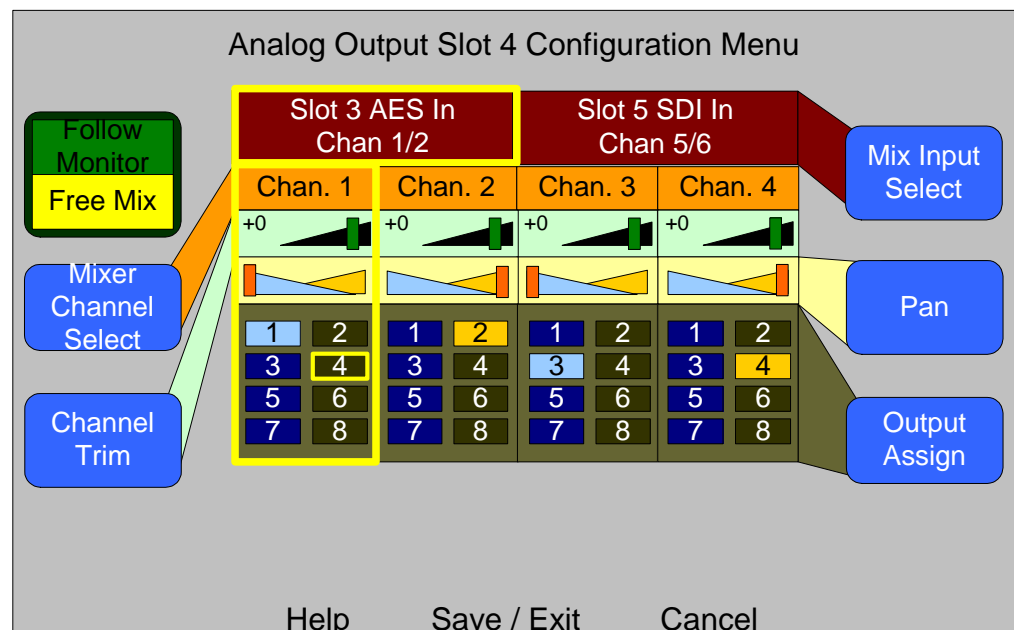 Analog Output Slot 4 Configuration Menu
Slot 3 AES In
Chan 1/2
Slot 5 SDI In
Chan 5/6
Follow
Monitor
Free Mix
Mix Input
Select
Chan. 1 Chan. 2 Chan. 3 Chan. 4
+0 +0 +0 +0
Mixer
Channel
Select
Pan
1 2 1 2 1 2 1 2
3 4 3 4 3 4 3 4
5 6 5 6 5 6 5 6
7 8 7 8 7 8 7 8
Channel
Trim
Output
Assign
Help Save / Exit Cancel